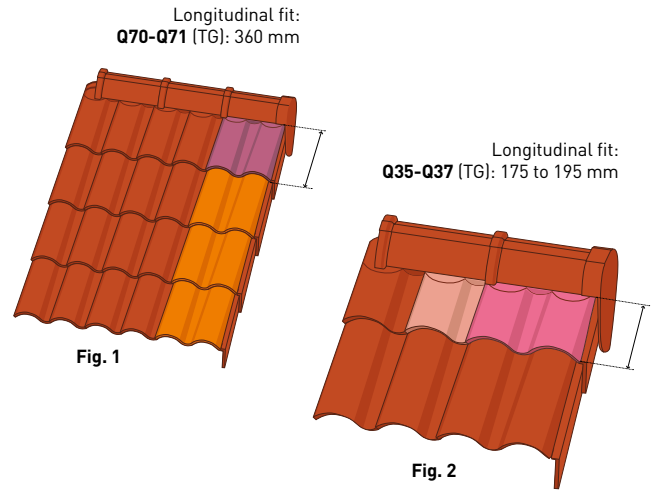 Longitudinal fit:
Q70-Q71 (TG): 360 mm
Fig. 1
Longitudinal fit:
Q35-Q37 (TG): 175 to 195 mm
Fig. 2